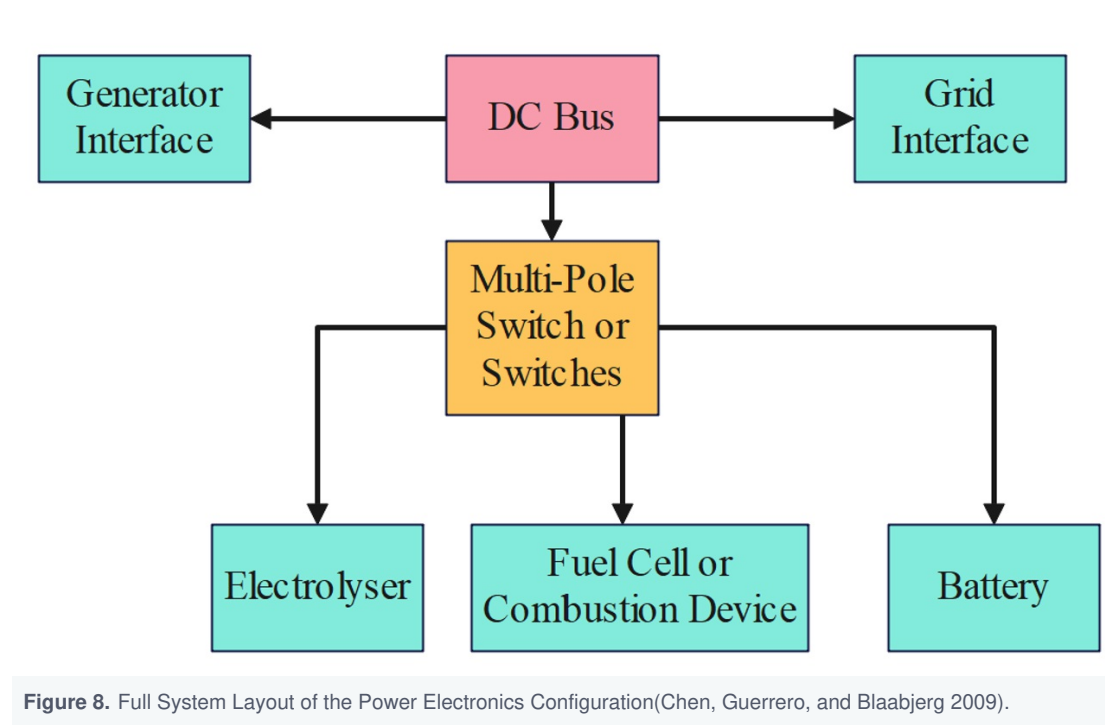 Generator
Interface
DC Bus
Grid
Interface
Multi-Pole
Switch or
Switches
Electrolyser
Fuel Cell or
Combustion Device
Battery
Figure 8. Full System Layout of the Power Electronics Configuration(Chen, Guerrero, and Blaabjerg 2009).